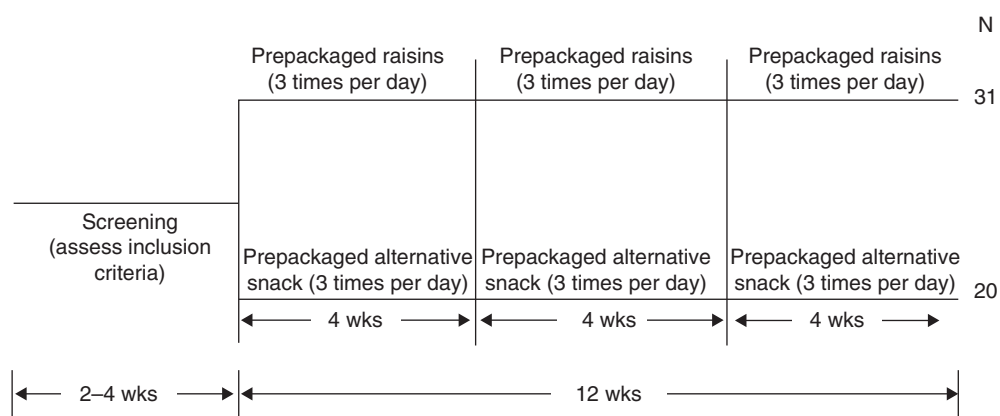 N
Prepackaged raisins
(3 times per day)
Prepackaged raisins
(3 times per day)
Prepackaged raisins
(3 times per day)
31
Screening
(assess inclusion
criteria)
Prepackaged alternative
snack (3 times per day)
Prepackaged alternative
snack (3 times per day)
Prepackaged alternative
snack (3 times per day)
20
4 wks
4 wks
4 wks
2–4 wks
12 wks